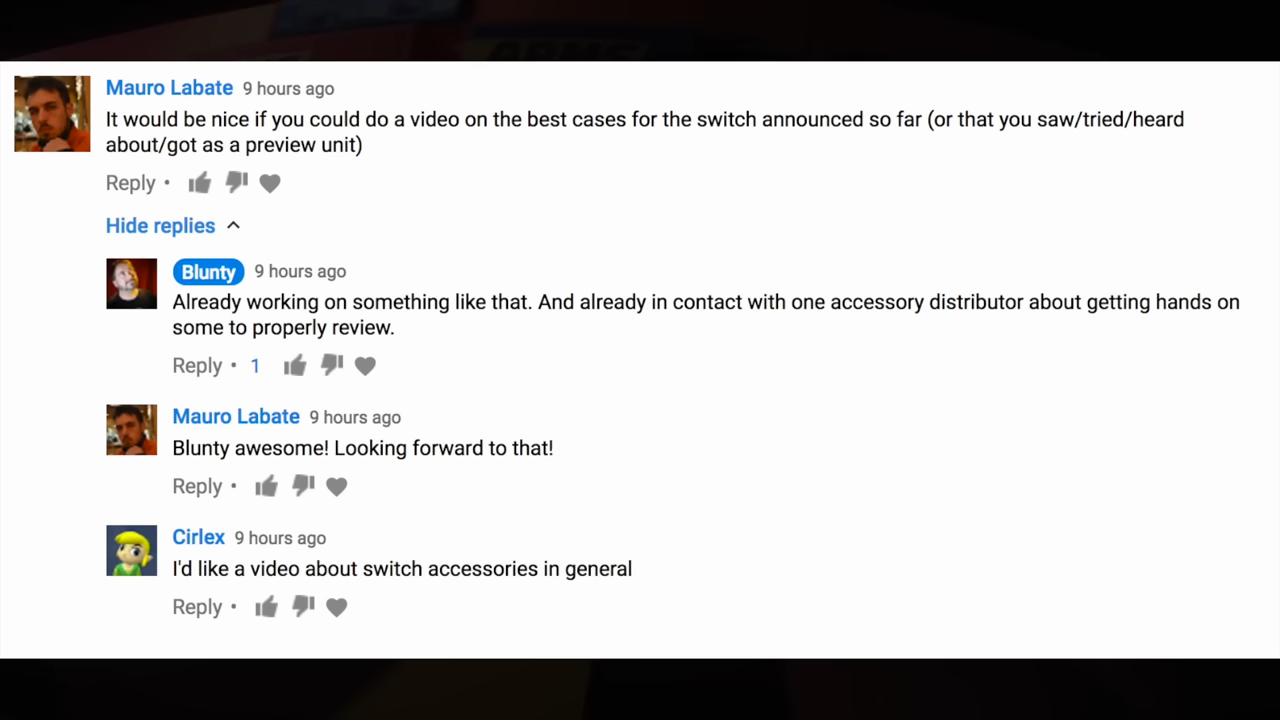 ARMS
Mauro Labate 9 hours ago
It would be nice if you could do a video on the best cases for the switch announced so far (or that you saw/tried/heard
about/got as a preview unit)
Reply •
Hide replies
Blunty 9 hours ago
Already working on something like that. And already in contact with one accessory distributor about getting hands on
some to properly review.
Reply • 1
Mauro Labate 9 hours ago
Blunty awesome! Looking forward to that!
Reply •
Cirlex 9 hours ago
I'd like a video about switch accessories in general
Reply •